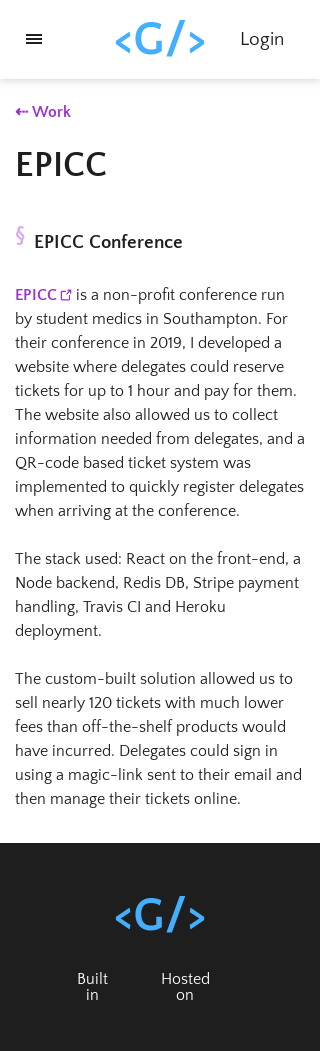 <G/>
Login
⇠ Work
EPICC
§ EPICC Conference
EPICC is a non-profit conference run
by student medics in Southampton. For
their conference in 2019, I developed a
website where delegates could reserve
tickets for up to 1 hour and pay for them.
The website also allowed us to collect
information needed from delegates, and a
QR-code based ticket system was
implemented to quickly register delegates
when arriving at the conference.
The stack used: React on the front-end, a
Node backend, Redis DB, Stripe payment
handling, Travis CI and Heroku
deployment.
The custom-built solution allowed us to
sell nearly 120 tickets with much lower
fees than off-the-shelf products would
have incurred. Delegates could sign in
using a magic-link sent to their email and
then manage their tickets online.
<G/>
Built
in
Hosted
on